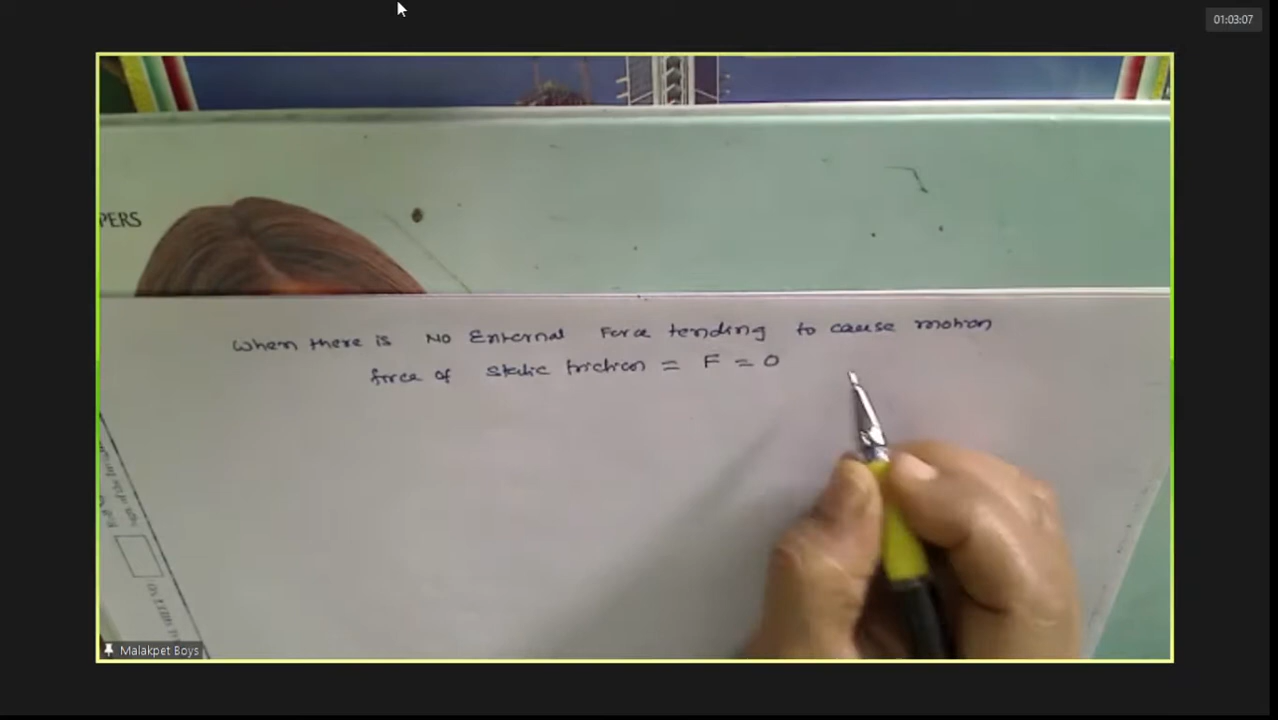 01:03:07
PERS
When there is No External Force tending to cause motion
force of static friction = F = 0
Malakpet Boys